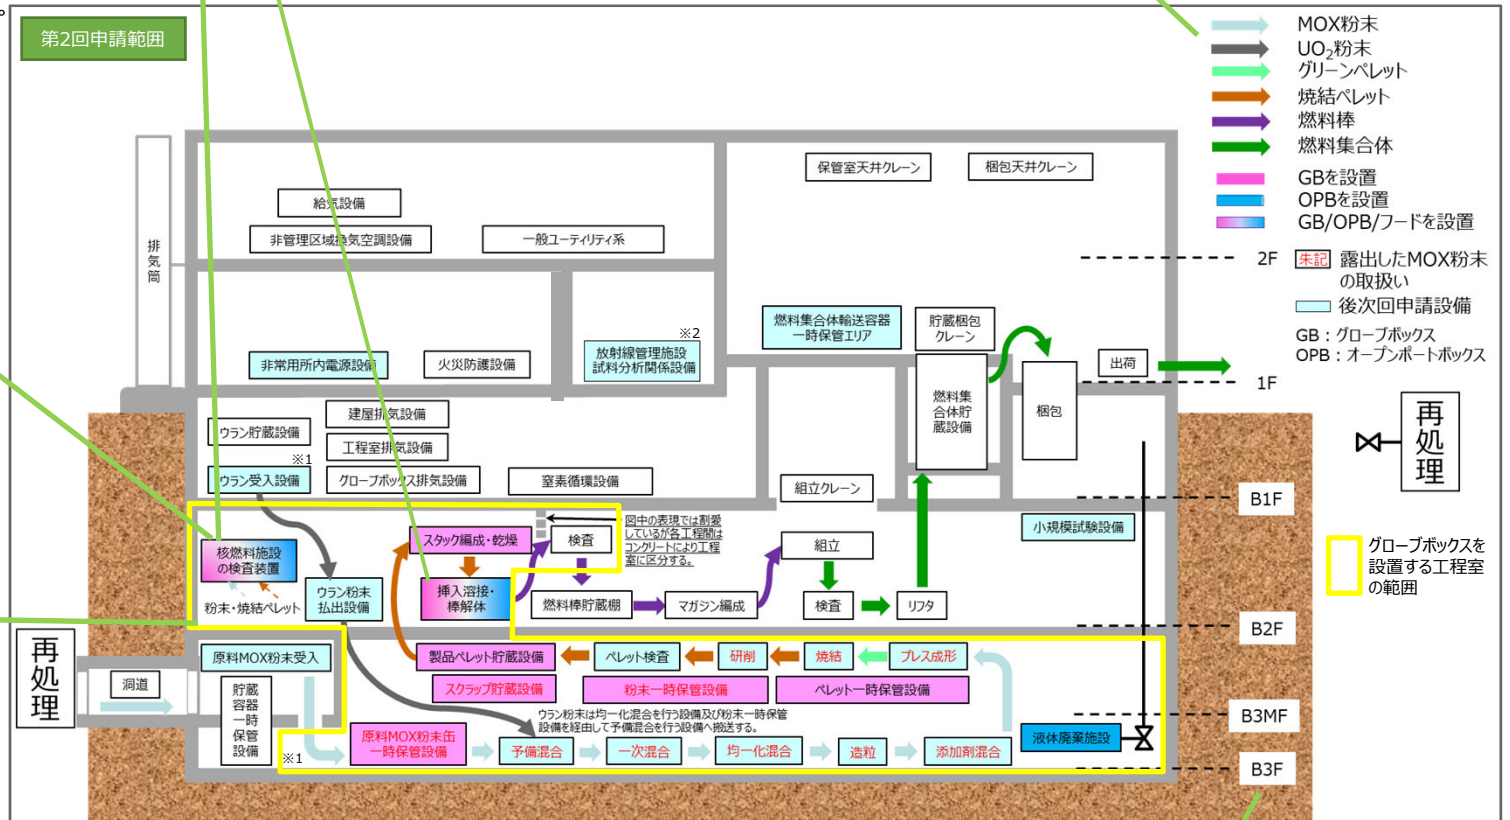 。
第2回申請範囲
MOX粉末
UO₂粉末
グリーンペレット
焼結ペレット
燃料棒
燃料集合体
GBを設置
OPBを設置
GB/OPB/フードを設置
朱記 露出したMOX粉末
の取扱い
後次回申請設備
GB：グローブボックス
OPB：オープンポートボックス
2F
1F
B1F
B2F
B3MF
B3F
再処理
グローブボックスを
設置する工程室
の範囲
排気筒
給気設備
非管理区域換気空調設備
一般ユーティリティ系
保管室天井クレーン
梱包天井クレーン
非常用所内電源設備
火災防護設備
※2
放射線管理施設
試料分析関係設備
燃料集合体輸送容器
一時保管エリア
貯蔵梱包
クレーン
出荷
燃料集
合体貯
蔵設備
梱包
ウラン貯蔵設備
建屋排気設備
工程室排気設備
※1
ウラン受入設備
グローブボックス排気設備
窒素循環設備
組立クレーン
小規模試験設備
核燃料施設
の検査装置
粉末・焼結ペレット
ウラン粉末
払出設備
スタック編成・乾燥
挿入溶接・
棒解体
図中の表現では割愛
しているが各工程間は
コンクリートにより工程
室に区分する。
検査
燃料棒貯蔵棚
マガジン編成
組立
検査
リフタ
再処理
洞道
原料MOX粉末受入
貯蔵
容器
一時
保管
設備
※1
製品ペレット貯蔵設備
ペレット検査
研削
焼結
プレス成形
スクラップ貯蔵設備
粉末一時保管設備
ペレット一時保管設備
ウラン粉末は均一化混合を行う設備及び粉末一時保管
設備を経由して予備混合を行う設備へ搬送する。
原料MOX粉末缶
一時保管設備
予備混合
一次混合
均一化混合
造粒
添加剤混合
液体廃棄施設